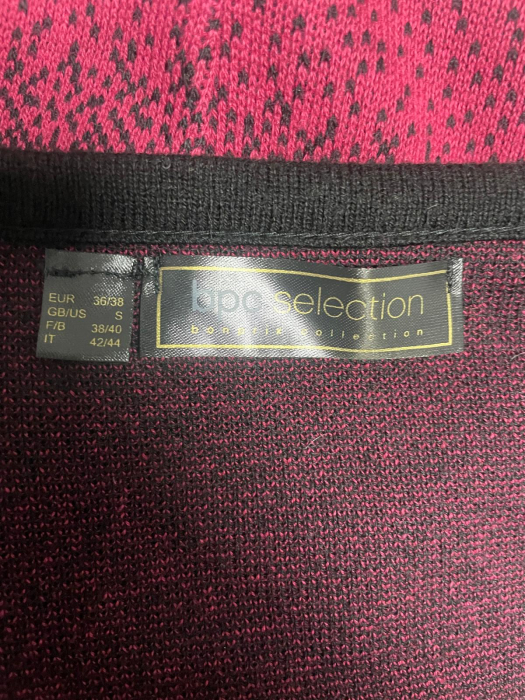 EUR 36/38
GB/US S
F/B 38/40
IT 42/44
bpc selection
bonprix collection